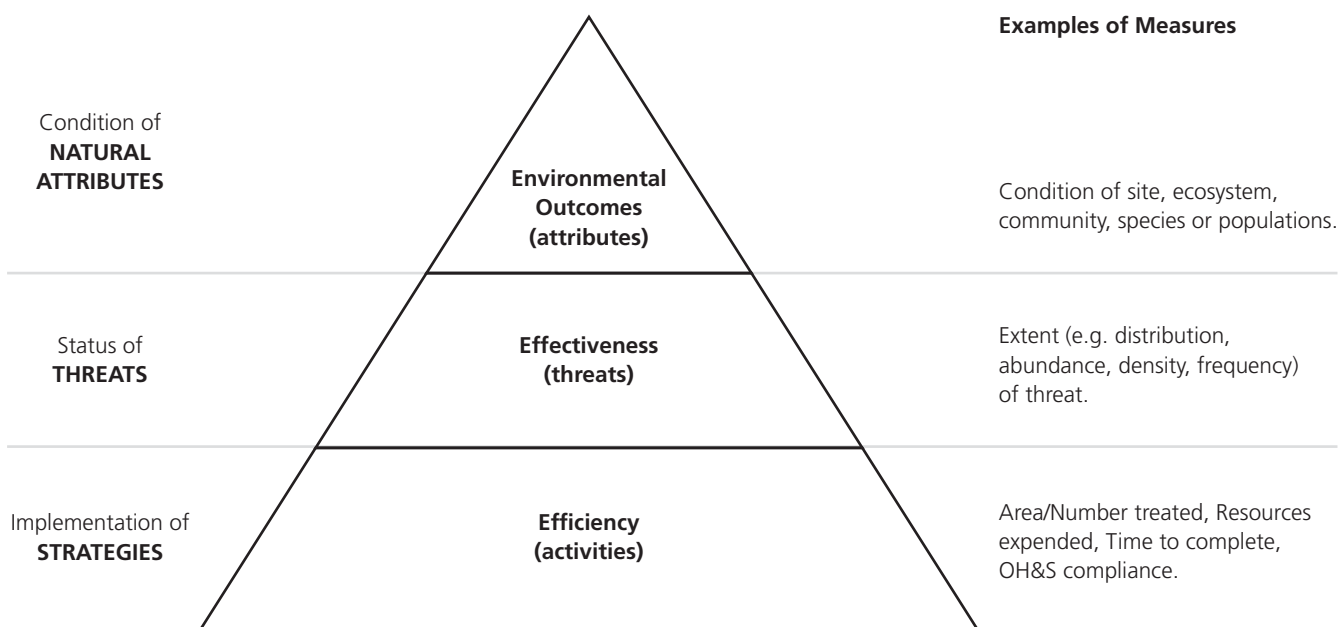 Examples of Measures
Condition of
NATURAL
ATTRIBUTES
Environmental
Outcomes
(attributes)
Condition of site, ecosystem,
community, species or populations.
Status of
THREATS
Effectiveness
(threats)
Extent (e.g. distribution,
abundance, density, frequency)
of threat.
Implementation of
STRATEGIES
Efficiency
(activities)
Area/Number treated, Resources
expended, Time to complete,
OH&S compliance.